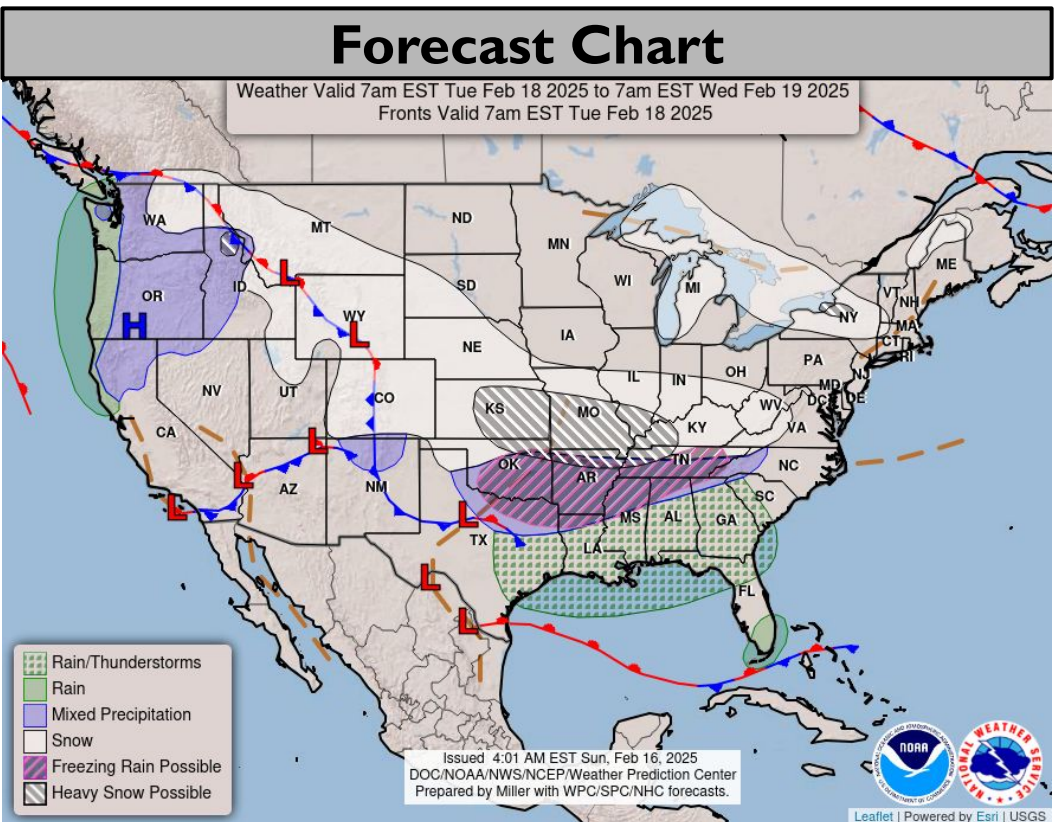 Forecast Chart
Weather Valid 7am EST Tue Feb 18 2025 to 7am EST Wed Feb 19 2025
Fronts Valid 7am EST Tue Feb 18 2025
WA
MT
ND
MN
ME
VT
NH
OR
ID
SD
WI
MI
NY
MA
H
L
WY
L
CT
RI
NE
IA
PA
NJ
NV
UT
CO
IL
IN
OH
MD
DE
DC
KS
MO
WV
VA
CA
KY
L
OK
TN
NC
L
AZ
NM
AR
SC
L
L
TX
MS
AL
GA
LA
L
FL
L
Rain/Thunderstorms
Rain
Mixed Precipitation
Snow
Freezing Rain Possible
Heavy Snow Possible
Issued 4:01 AM EST Sun, Feb 16, 2025
DOC/NOAA/NWS/NCEP/Weather Prediction Center
Prepared by Miller with WPC/SPC/NHC forecasts.
NOAA
NATIONAL WEATHER SERVICE
Leaflet | Powered by Esri | USGS